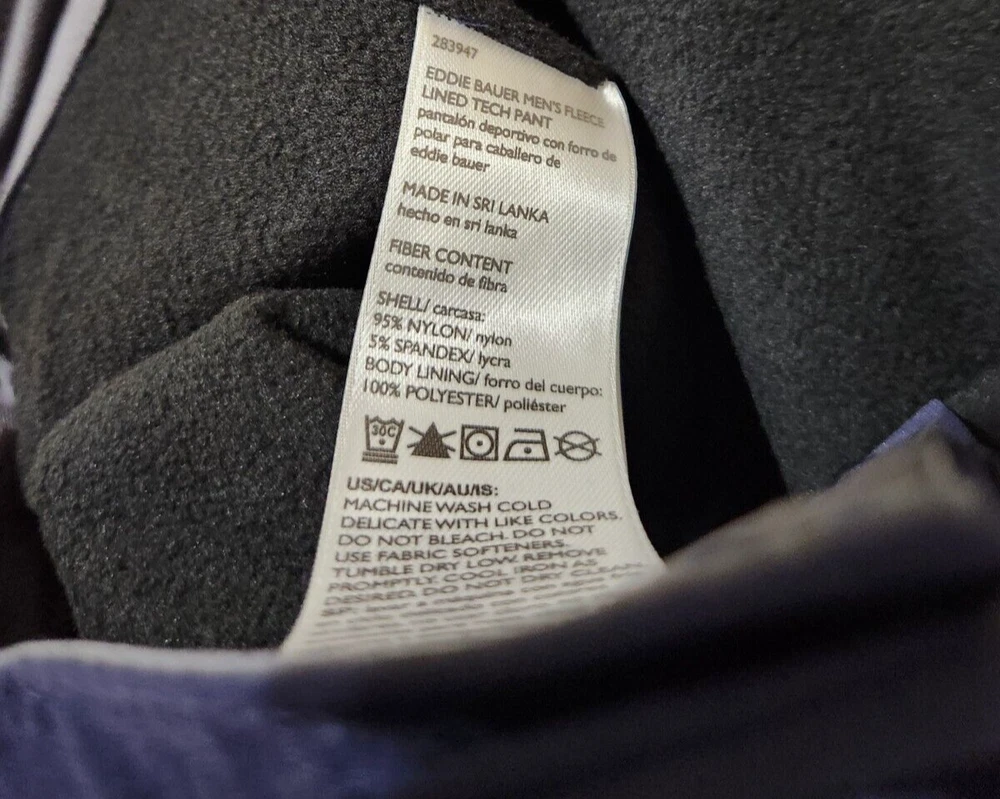 283947
EDDIE BAUER MEN'S FLEECE
LINED TECH PANT
pantalón deportivo con forro de
polar para caballero de
eddie bauer
MADE IN SRI LANKA
hecho en sri lanka
FIBER CONTENT
contenido de fibra
SHELL/ carcasa:
95% NYLON/ nylon
5% SPANDEX/ lycra
BODY LINING/ forro del cuerpo:
100% POLYESTER/ poliéster
30C
US/CA/UK/AU/IS:
MACHINE WASH COLD
DELICATE WITH LIKE COLORS.
DO NOT BLEACH. DO NOT
USE FABRIC SOFTENERS.
TUMBLE DRY LOW. REMOVE
PROMPTLY. COOL IRON AS
DESIRED. DO NOT DRY CLEAN.